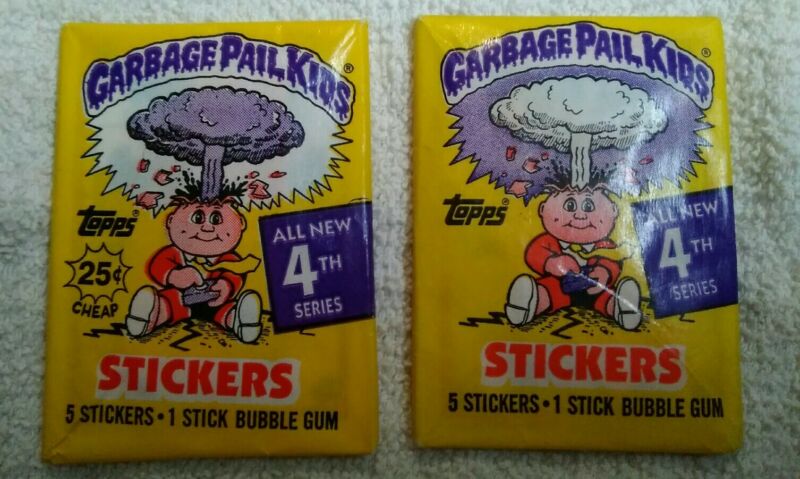 GARBAGE PAIL KIDS®
topps®
25¢
CHEAP
ALL NEW
4TH
SERIES
STICKERS
5 STICKERS • 1 STICK BUBBLE GUM
GARBAGE PAIL KIDS®
topps®
ALL NEW
4TH
SERIES
STICKERS
5 STICKERS • 1 STICK BUBBLE GUM